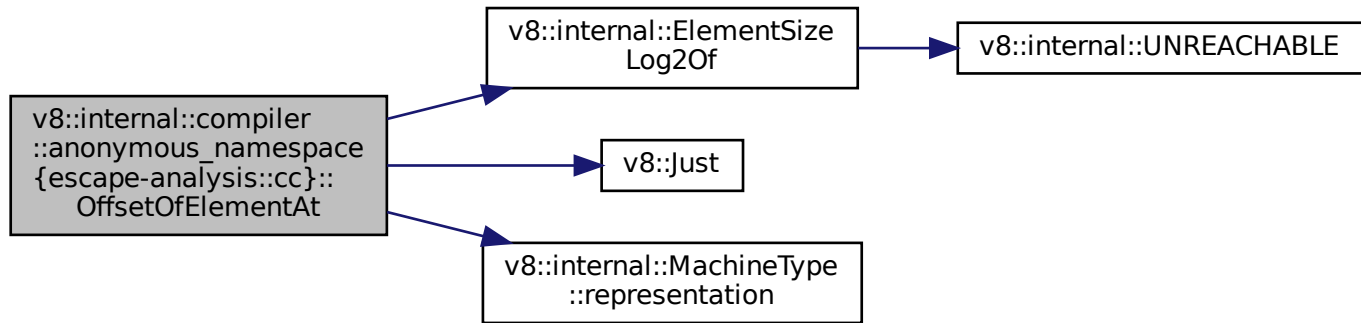 v8::internal::compiler
::anonymous_namespace
{escape-analysis::cc}::
OffsetOfElementAt
v8::internal::ElementSize
Log2Of
v8::internal::UNREACHABLE
v8::Just
v8::internal::MachineType
::representation